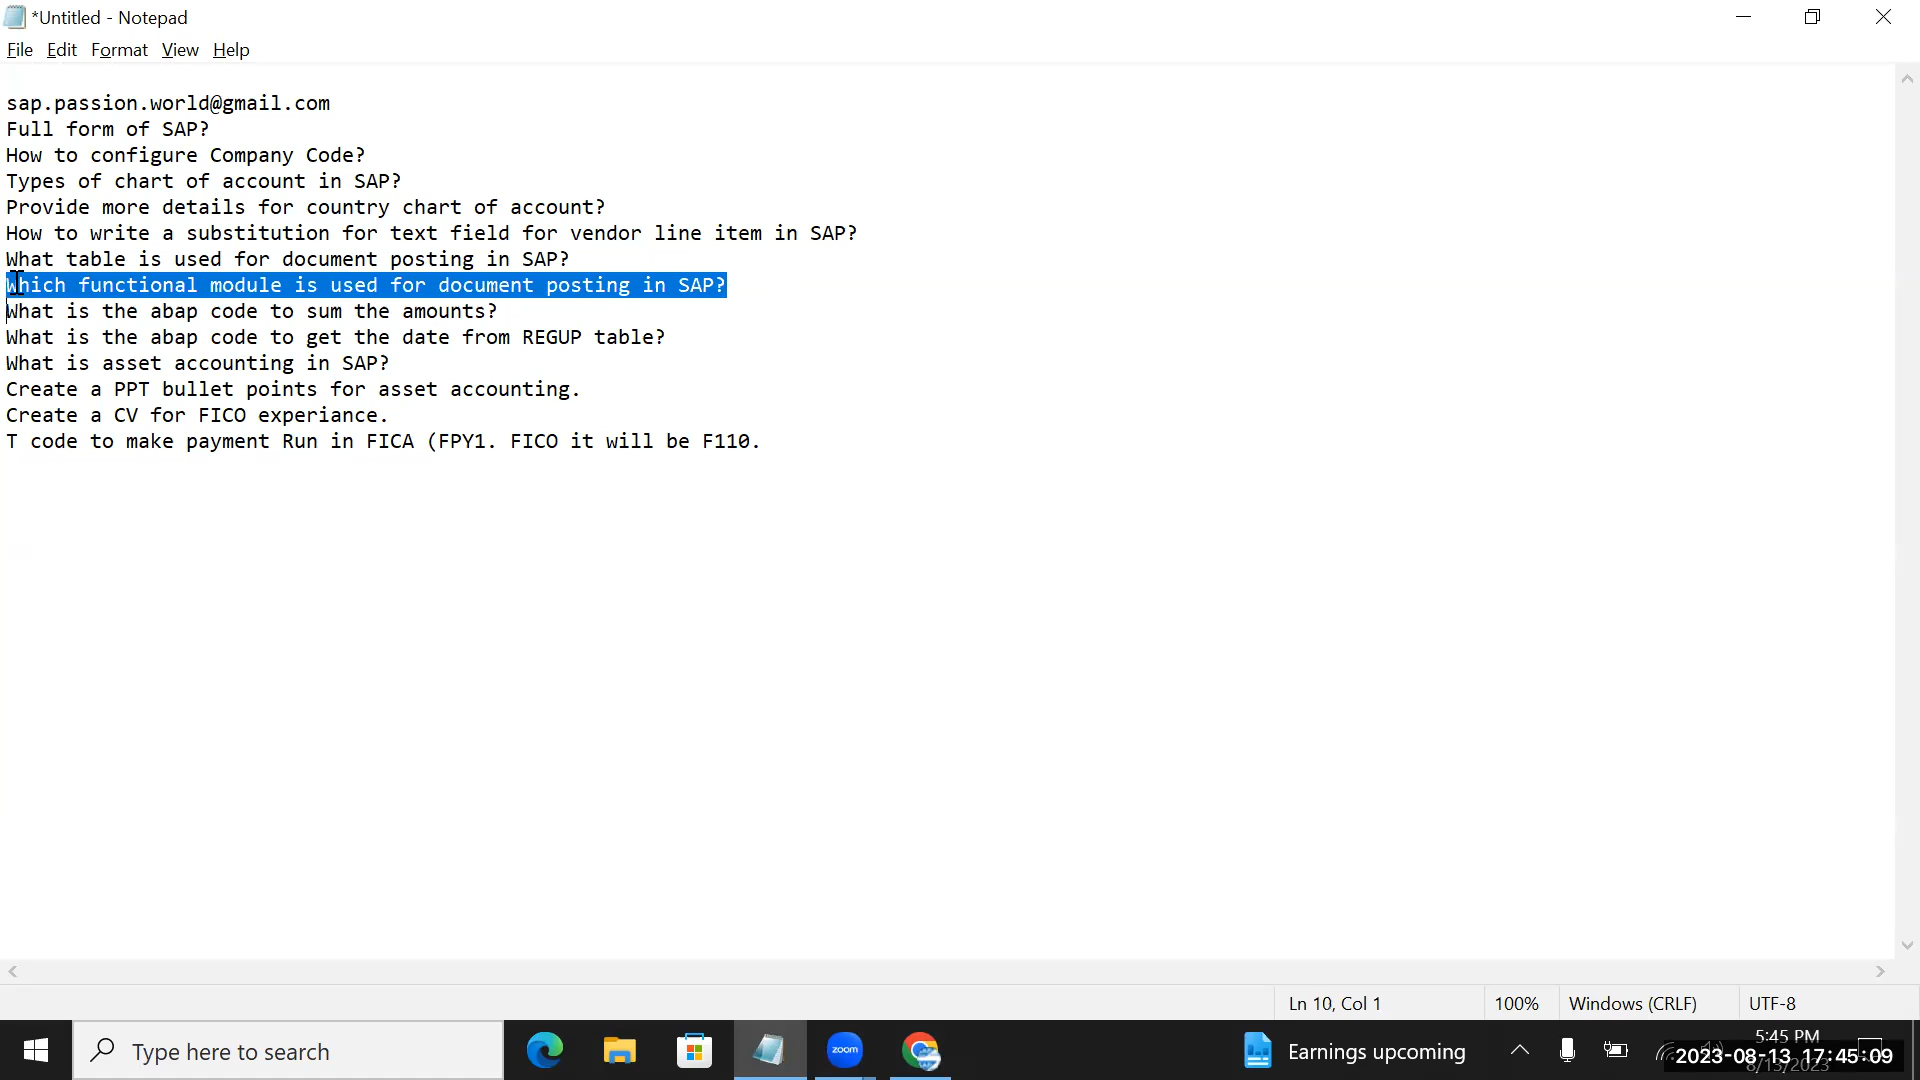 *Untitled - Notepad
File Edit Format View Help
sap.passion.world@gmail.com
Full form of SAP?
How to configure Company Code?
Types of chart of account in SAP?
Provide more details for country chart of account?
How to write a substitution for text field for vendor line item in SAP?
What table is used for document posting in SAP?
Which functional module is used for document posting in SAP?
What is the abap code to sum the amounts?
What is the abap code to get the date from REGUP table?
What is asset accounting in SAP?
Create a PPT bullet points for asset accounting.
Create a CV for FICO experiance.
T code to make payment Run in FICA (FPY1. FICO it will be F110.
Ln 10, Col 1 100% Windows (CRLF) UTF-8
Type here to search
zoom
Earnings upcoming
5:45 PM
2023-08-13 17:45:09
8/13/2023